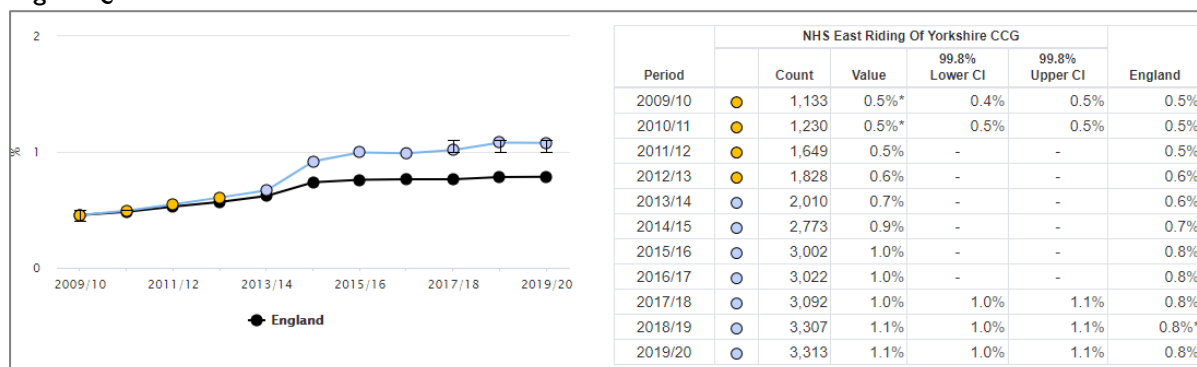 2
1
%
0
2009/10 2011/12 2013/14 2015/16 2017/18 2019/20
England
NHS East Riding Of Yorkshire CCG
Period Count Value 99.8% Lower CI 99.8% Upper CI England
2009/10 1,133 0.5%* 0.4% 0.5% 0.5%
2010/11 1,230 0.5%* 0.5% 0.5% 0.5%
2011/12 1,649 0.5% - - 0.5%
2012/13 1,828 0.6% - - 0.6%
2013/14 2,010 0.7% - - 0.6%
2014/15 2,773 0.9% - - 0.7%
2015/16 3,002 1.0% - - 0.8%
2016/17 3,022 1.0% - - 0.8%
2017/18 3,092 1.0% 1.0% 1.1% 0.8%
2018/19 3,307 1.1% 1.0% 1.1% 0.8%*
2019/20 3,313 1.1% 1.0% 1.1% 0.8%